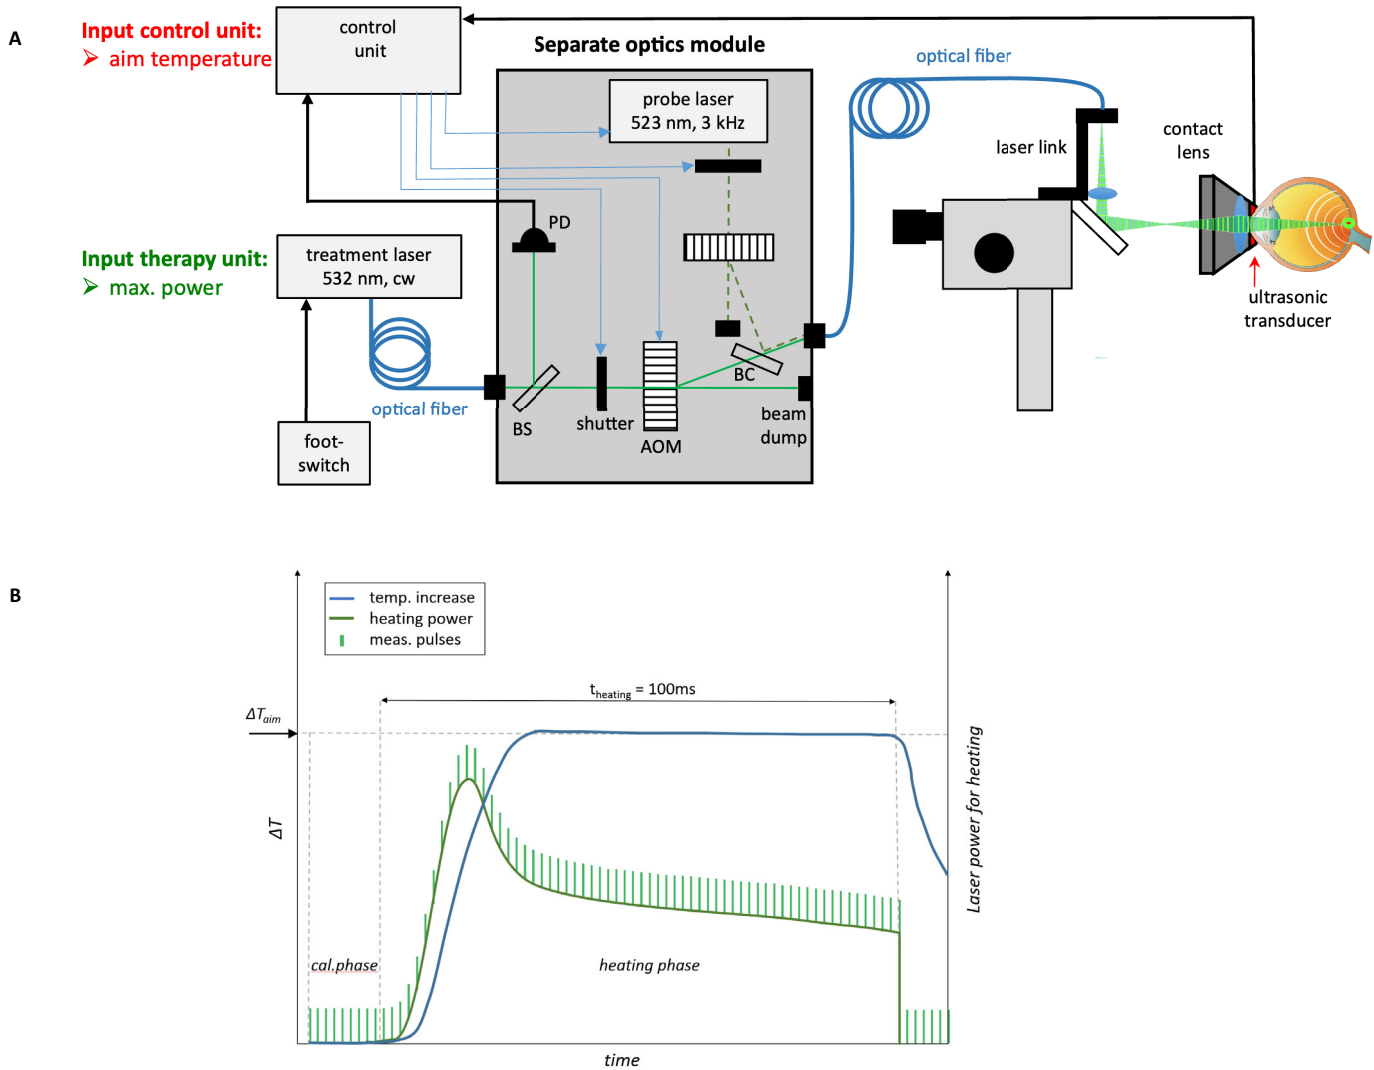 A
Input control unit:
➢ aim temperature
control
unit
Separate optics module
probe laser
523 nm, 3 kHz
optical fiber
laser link
contact
lens
ultrasonic
transducer
PD
Input therapy unit:
➢ max. power
treatment laser
532 nm, cw
optical fiber
foot-
switch
BS
shutter
AOM
BC
beam
dump
B
temp. increase
heating power
meas. pulses
t_heating = 100ms
ΔT_aim
ΔT
Laser power for heating
cal.phase
heating phase
time